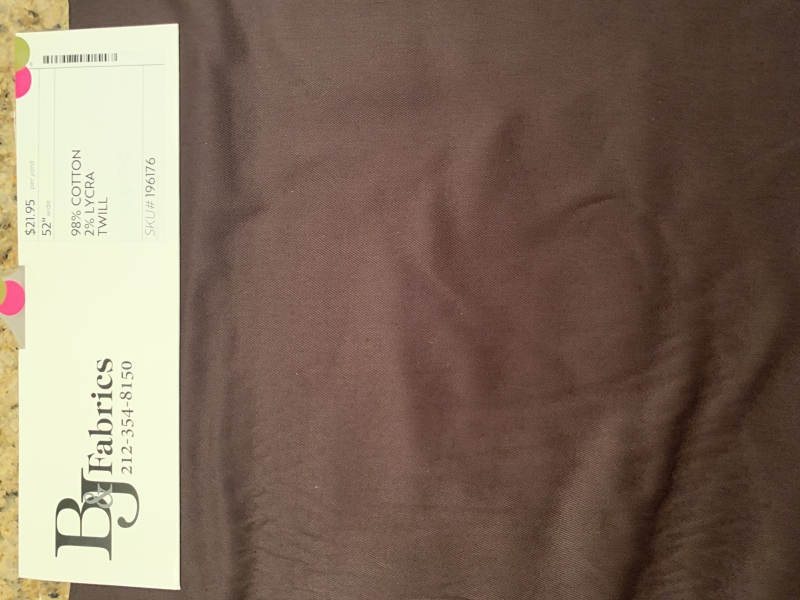 $21.95 per yard
52" wide
98% COTTON
2% LYCRA
TWILL
SKU# 196176
B&J Fabrics
212-354-8150